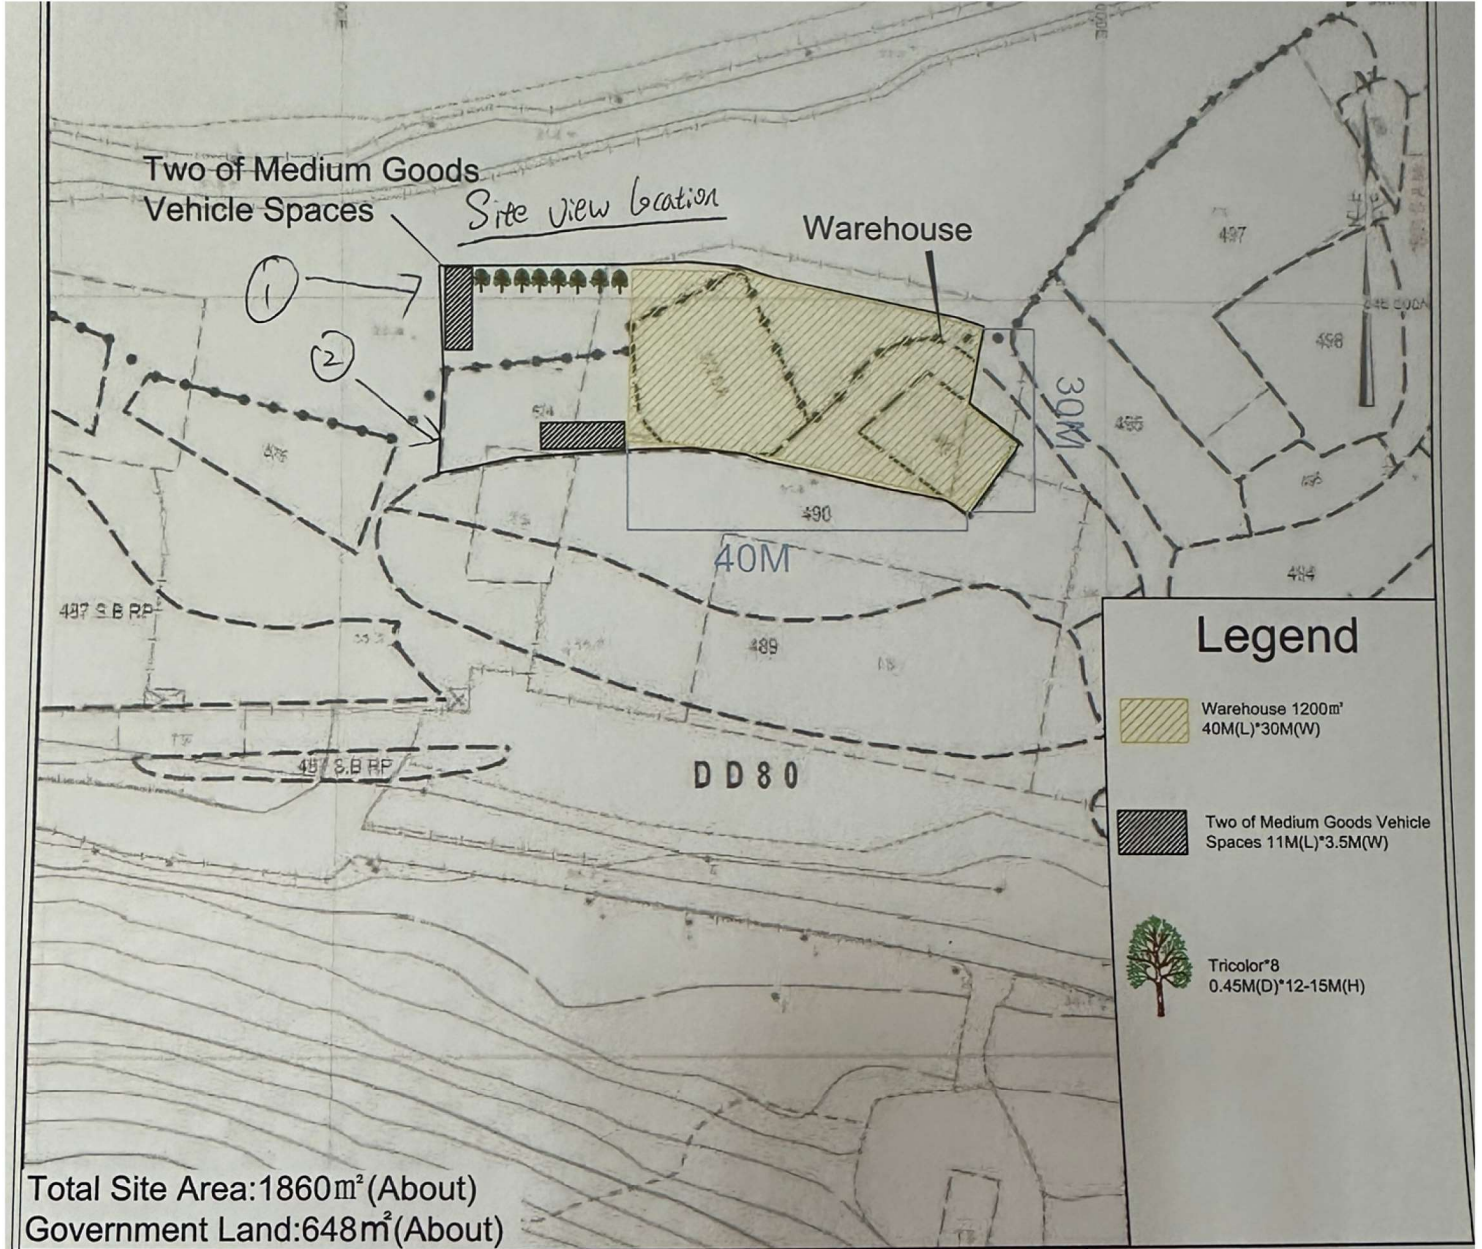 Two of Medium Goods
Vehicle Spaces
Site view location
Warehouse
①
②
497
498
495
30M
490
40M
494
487 S.B RP
489
487 S.B RP
DD80
Legend
Warehouse 1200㎡
40M(L)*30M(W)
Two of Medium Goods Vehicle
Spaces 11M(L)*3.5M(W)
Tricolor*8
0.45M(D)*12-15M(H)
Total Site Area:1860㎡(About)
Government Land:648㎡(About)